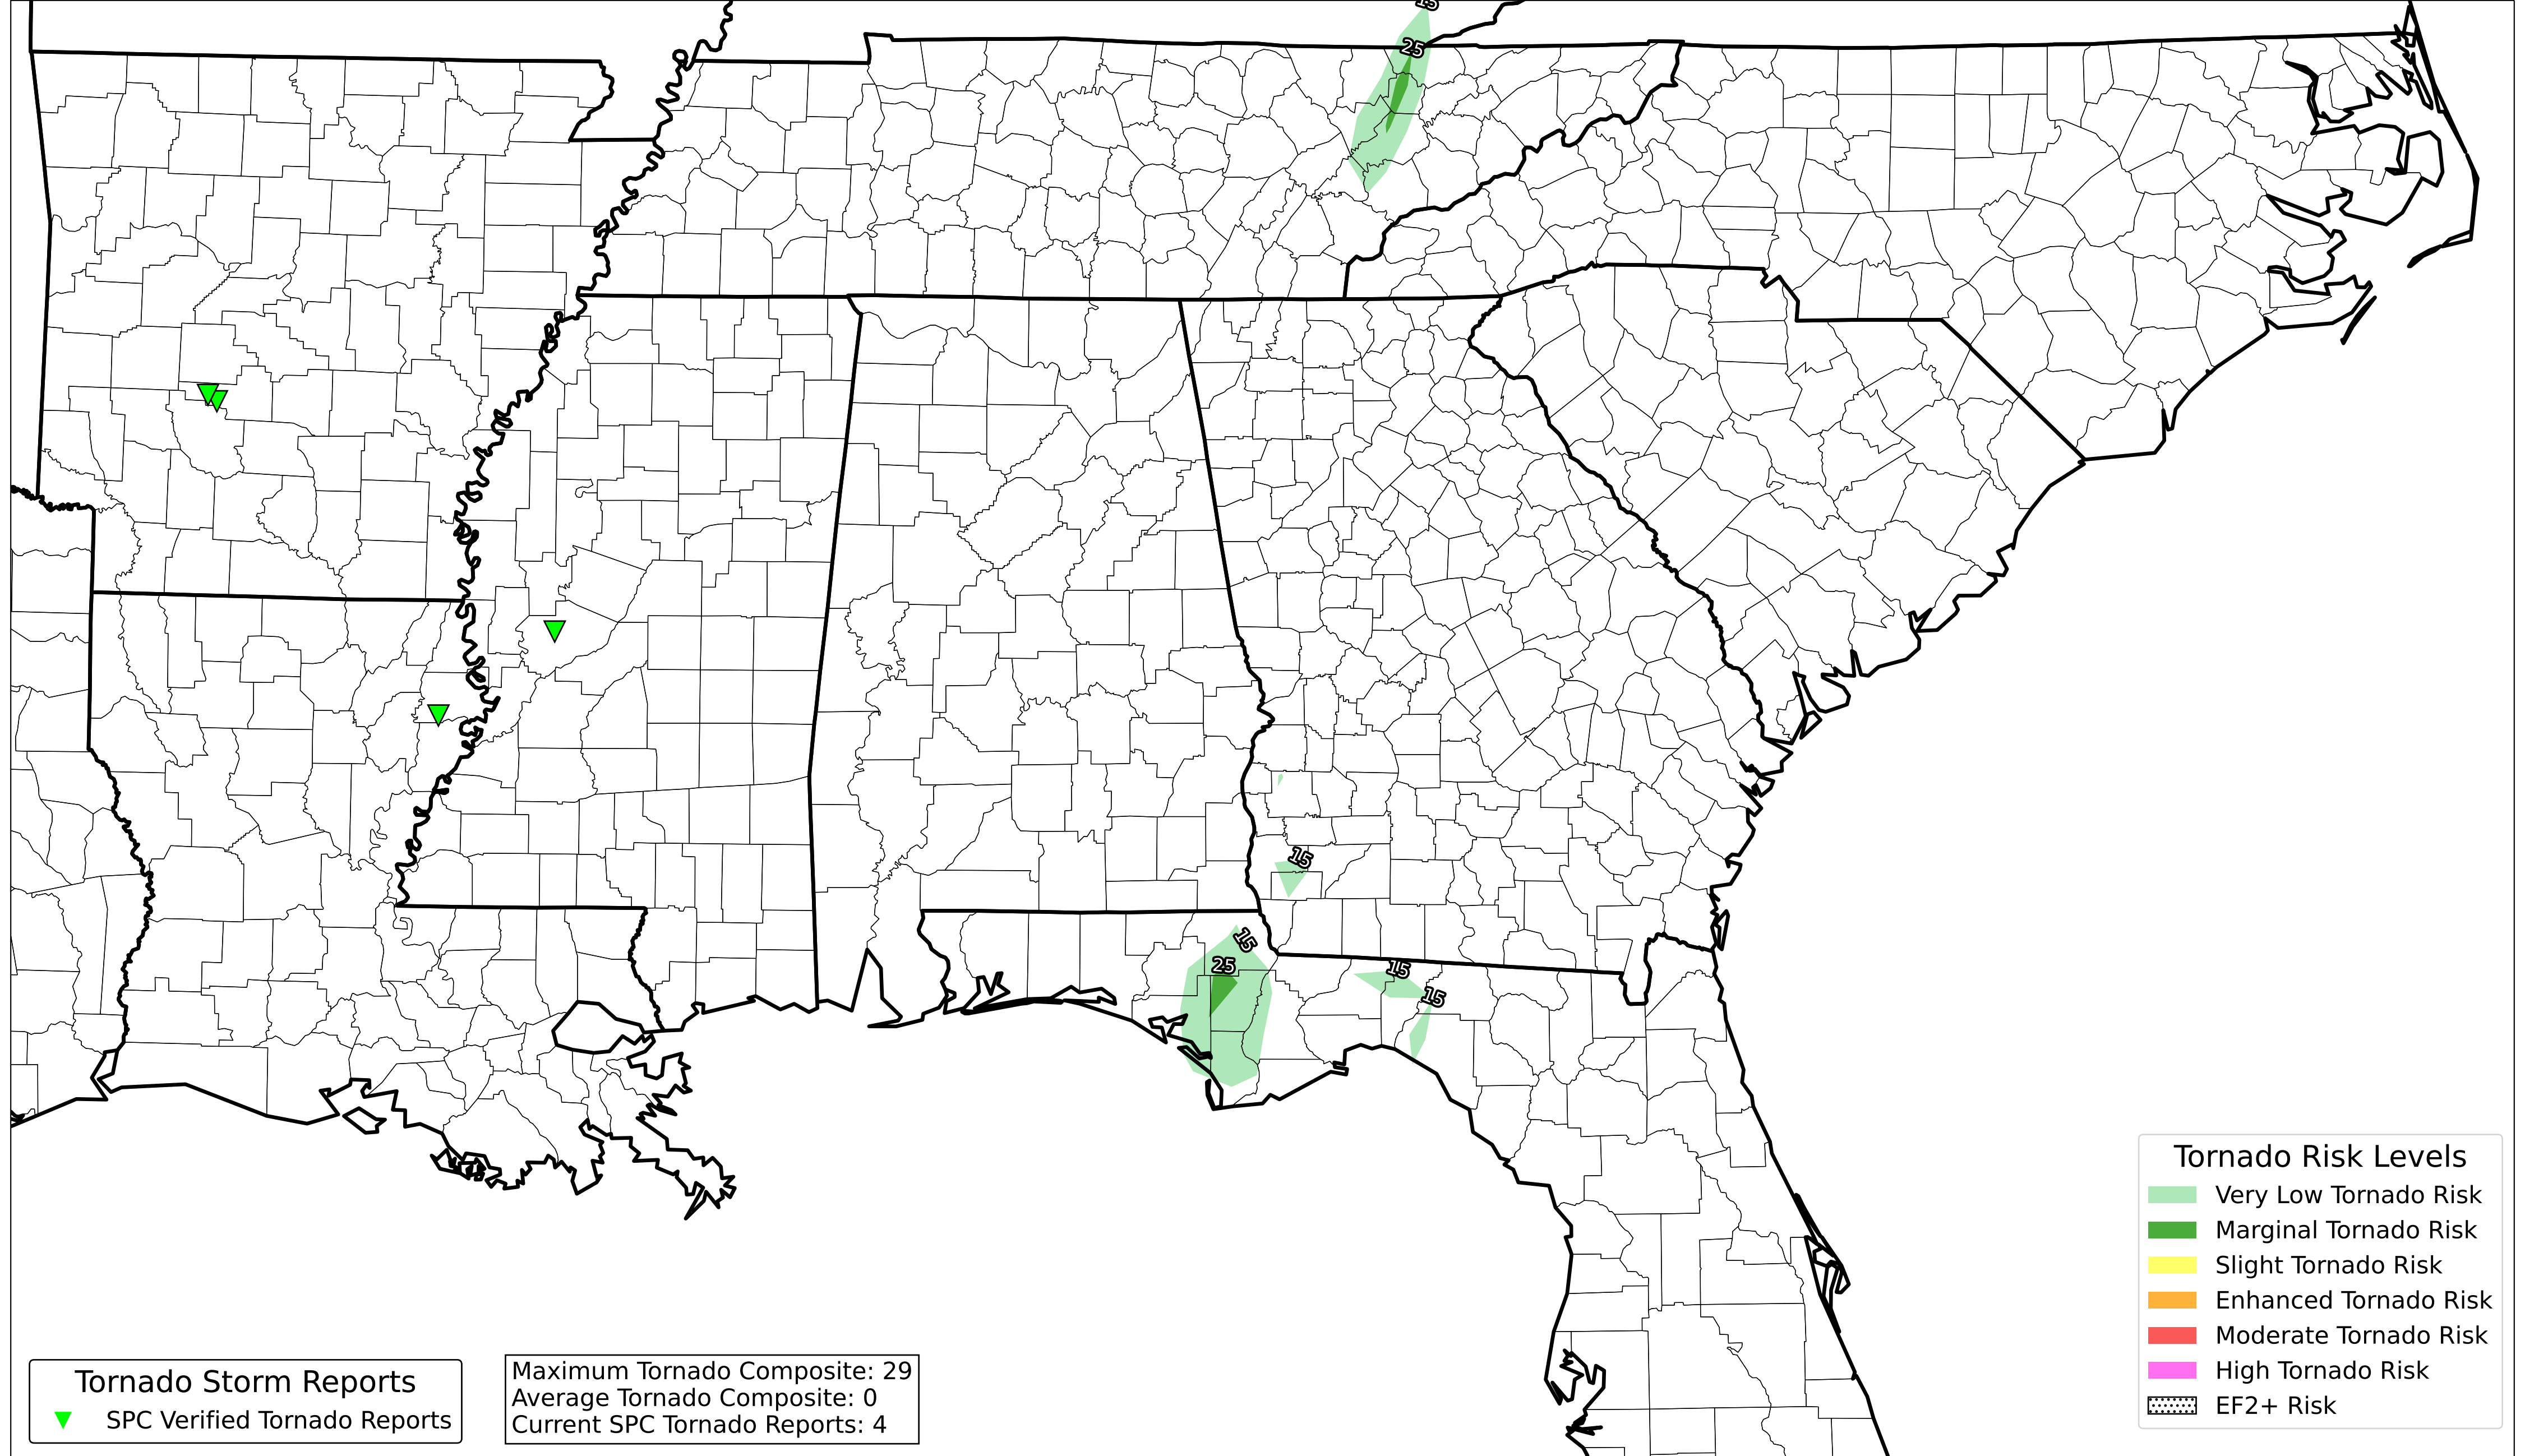 15
25
15
15
25
15
15
Tornado Risk Levels
Very Low Tornado Risk
Marginal Tornado Risk
Slight Tornado Risk
Enhanced Tornado Risk
Moderate Tornado Risk
High Tornado Risk
EF2+ Risk
Tornado Storm Reports
SPC Verified Tornado Reports
Maximum Tornado Composite: 29
Average Tornado Composite: 0
Current SPC Tornado Reports: 4